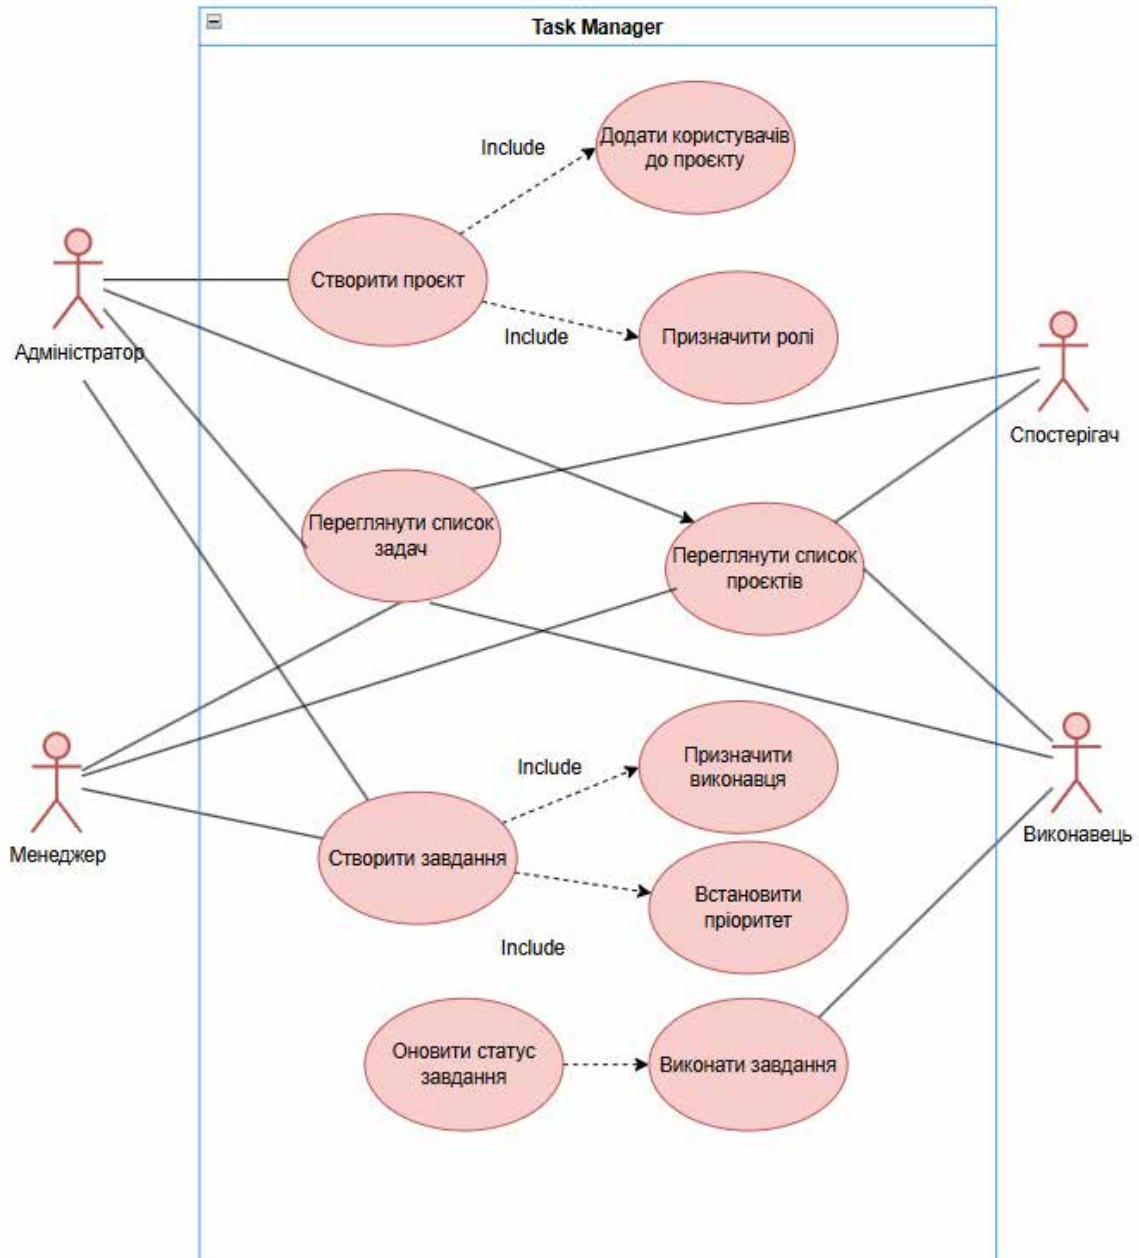 Task Manager
Include
Додати користувачів
до проєкту
Створити проєкт
Include
Призначити ролі
Адміністратор
Спостерігач
Переглянути список
задач
Переглянути список
проєктів
Include
Призначити
виконавця
Менеджер
Створити завдання
Виконавець
Встановити
пріоритет
Include
Оновити статус
завдання
Виконати завдання